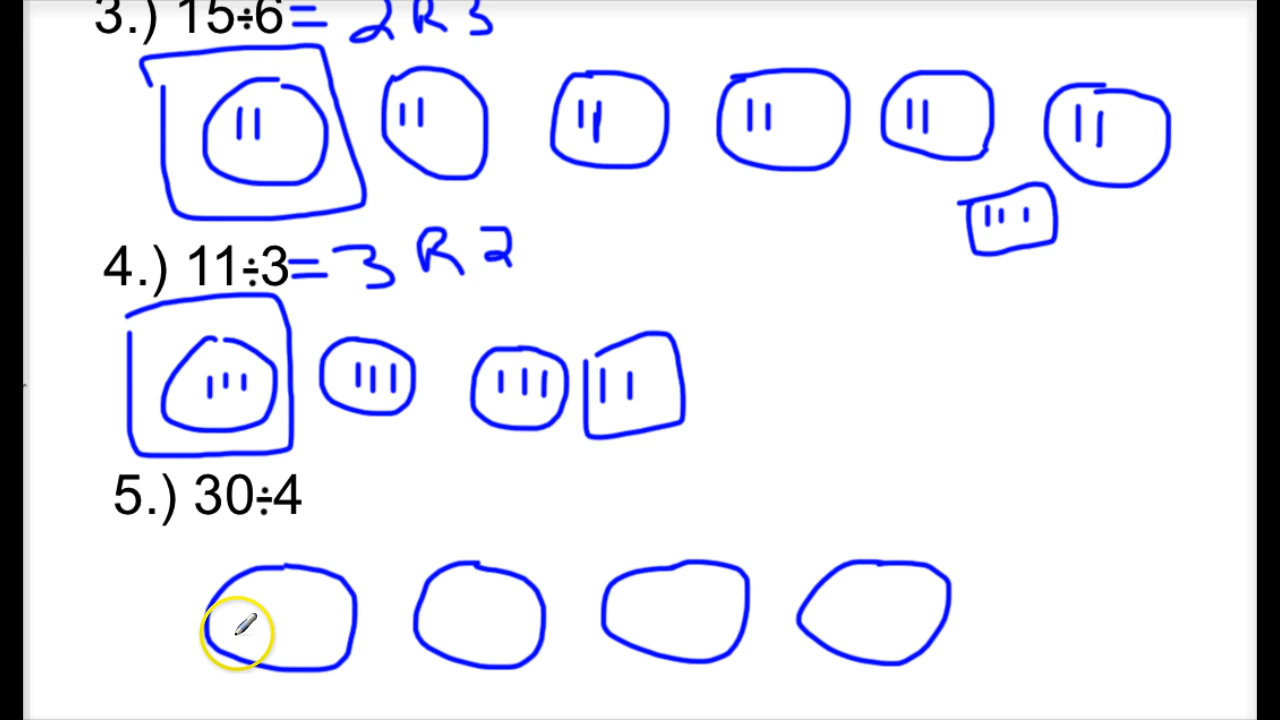 3.) 15÷6 = 2 R 3
4.) 11÷3 = 3 R 2
5.) 30÷4